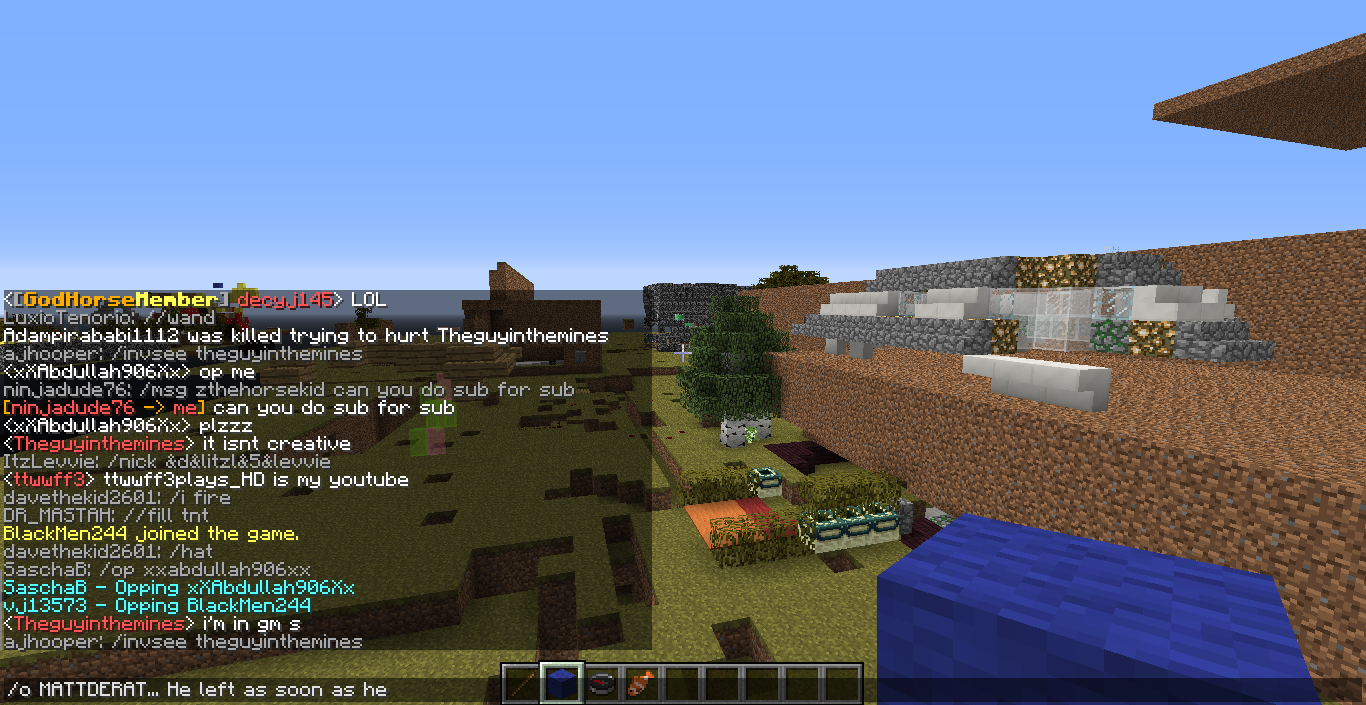 <[GodHorseMember] decyj145> LOL
LuxioTenorio: //wand
Adampirababi1112 was killed trying to hurt Theguyinthemines
ajhooper: /invsee theguyinthemines
<xXAbdullah906Xx> op me
ninjadude76: /msg zthehorsekid can you do sub for sub
[ninjadude76 -> me] can you do sub for sub
<xXAbdullah906Xx> plzzz
<Theguyinthemines> it isnt creative
ItzLevvie: /nick &d&litzl&5&levvie
<ttwwff3> ttwwff3plays_HD is my youtube
davethekid2601: /i fire
DR_MASTAH: //fill tnt
BlackMen244 joined the game.
davethekid2601: /hat
SaschaB: /op xxabdullah906xx
SaschaB - Opping xXAbdullah906Xx
vj13573 - Opping BlackMen244
<Theguyinthemines> i'm in gm s
ajhooper: /invsee theguyinthemines
/o MATTDERAT... He left as soon as he